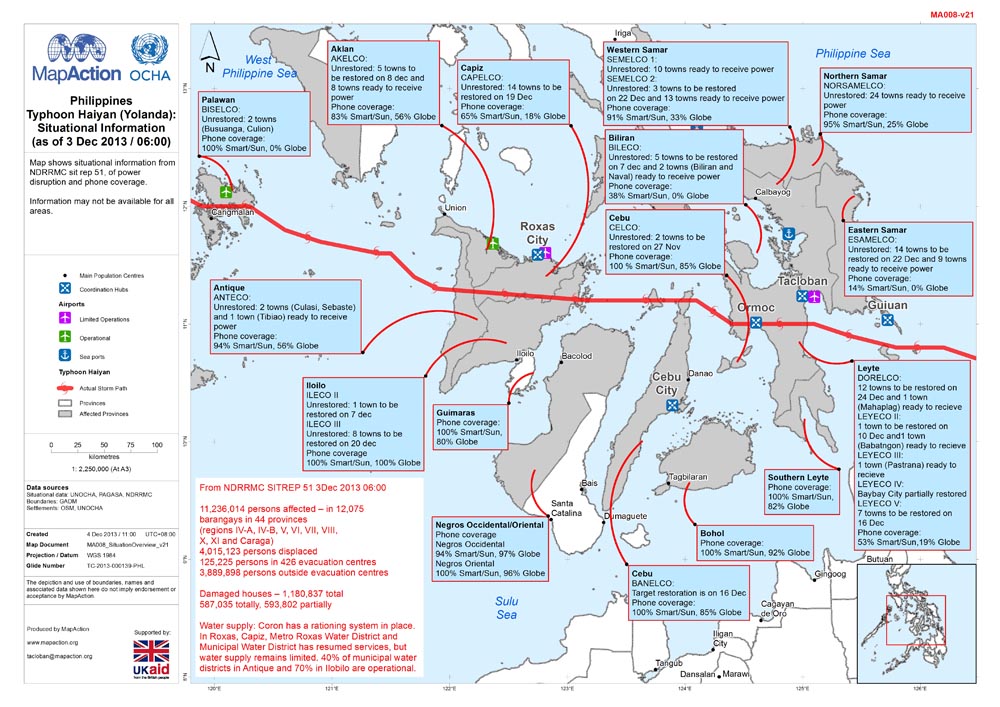 MA008-v21
MapAction
OCHA
Philippines
Typhoon Haiyan (Yolanda):
Situational Information
(as of 3 Dec 2013 / 06:00)
Map shows situational information from
NDRRMC sit rep 51, of power
disruption and phone coverage.
Information may not be available for all
areas.
Main Population Centres
Coordination Hubs
Airports
Limited Operations
Operational
Sea ports
Typhoon Haiyan
Actual Storm Path
Provinces
Affected Provinces
0 25 50 75 100
kilometres
1: 2,250,000 (At A3)
Data sources
Situational data: UNOCHA, PAGASA, NDRRMC
Boundaries: GADM
Settlements: OSM, UNOCHA
Created 4 Dec 2013 / 11:00 UTC+08:00
Map Document MA008_SituationOverview_v21
Projection / Datum WGS 1984
Glide Number TC-2013-000139-PHL
The depiction and use of boundaries, names and
associated data shown here do not imply endorsement or
acceptance by MapAction.
Produced by MapAction
www.mapaction.org
tacloban@mapaction.org
Supported by:
UKaid
from the British people
N
West
Philippine Sea
Philippine Sea
Sulu
Sea
Palawan
BISELCO:
Unrestored: 2 towns
(Busuanga, Culion)
Phone coverage:
100% Smart/Sun, 0% Globe
Aklan
AKELCO:
Unrestored: 5 towns to
be restored on 8 dec and
8 towns ready to receive
power
Phone coverage:
83% Smart/Sun, 56% Globe
Capiz
CAPELCO:
Unrestored: 14 towns to be
restored on 19 Dec
Phone coverage:
65% Smart/Sun, 18% Globe
Iriga
Western Samar
SEMELCO 1:
Unrestored: 10 towns ready to receive power
SEMELCO 2:
Unrestored: 3 towns to be restored
on 22 Dec and 13 towns ready to receive power
Phone coverage:
91% Smart/Sun, 33% Globe
Northern Samar
NORSAMELCO:
Unrestored: 24 towns ready to receive
power
Phone coverage:
95% Smart/Sun, 25% Globe
Biliran
BILECO:
Unrestored: 5 towns to be restored
on 7 dec and 2 towns (Biliran and
Naval) ready to receive power
Phone coverage:
38% Smart/Sun, 0% Globe
Cebu
CELCO:
Unrestored: 2 towns to be
restored on 27 Nov
Phone coverage:
100 % Smart/Sun, 85% Globe
Eastern Samar
ESAMELCO:
Unrestored: 14 towns to be
restored on 22 Dec and 9 towns
ready to receive power
Phone coverage:
14% Smart/Sun, 0% Globe
Antique
ANTECO:
Unrestored: 2 towns (Culasi, Sebaste)
and 1 town (Tibiao) ready to receive
power
Phone coverage:
94% Smart/Sun, 56% Globe
Iloilo
ILECO II
Unrestored: 1 town to be
restored on 7 dec
ILECO III
Unrestored: 8 towns to be
restored on 20 dec
Phone coverage
100% Smart/Sun, 100% Globe
Guimaras
Phone coverage:
100% Smart/Sun,
80% Globe
Leyte
DORELCO:
12 towns to be restored on
24 Dec and 1 town
(Mahaplag) ready to recieve
LEYECO II:
1 town to be restored on
10 Dec and1 town
(Babatngon) ready to recieve
LEYECO III:
1 town (Pastrana) ready to
recieve
LEYECO IV:
Baybay City partially restored
LEYECO V:
7 towns to be restored on
16 Dec
Phone coverage:
53% Smart/Sun,19% Globe
Southern Leyte
Phone coverage:
100% Smart/Sun,
82% Globe
Negros Occidental/Oriental
Phone coverage
Negros Occidental
94% Smart/Sun, 97% Globe
Negros Oriental
100% Smart/Sun, 96% Globe
Bohol
Phone coverage:
100% Smart/Sun, 92% Globe
Cebu
BANELCO:
Target restoration is on 16 Dec
Phone coverage:
100% Smart/Sun, 85% Globe
From NDRRMC SITREP 51 3Dec 2013 06:00
11,236,014 persons affected – in 12,075
barangays in 44 provinces
(regions IV-A, IV-B, V, VI, VII, VIII,
X, XI and Caraga)
4,015,123 persons displaced
125,225 persons in 426 evacuation centres
3,889,898 persons outside evacuation centres
Damaged houses – 1,180,837 total
587,035 totally, 593,802 partially
Water supply: Coron has a rationing system in place.
In Roxas, Capiz, Metro Roxas Water District and
Municipal Water District has resumed services, but
water supply remains limited. 40% of municipal water
districts in Antique and 70% in Ilobilo are operational.
Cangmalan
Union
Roxas
City
Calbayog
Tacloban
Ormoc
Guiuan
Iloilo
Bacolod
Danao
Cebu
City
Bais
Tagbilaran
Santa
Catalina
Dumaguete
Butuan
Gingoog
Cagayan
de Oro
Iligan
City
Tangub
Dansalan
Marawi
13°N
12°N
11°N
10°N
9°N
8°N
120°E
121°E
122°E
123°E
124°E
125°E
126°E